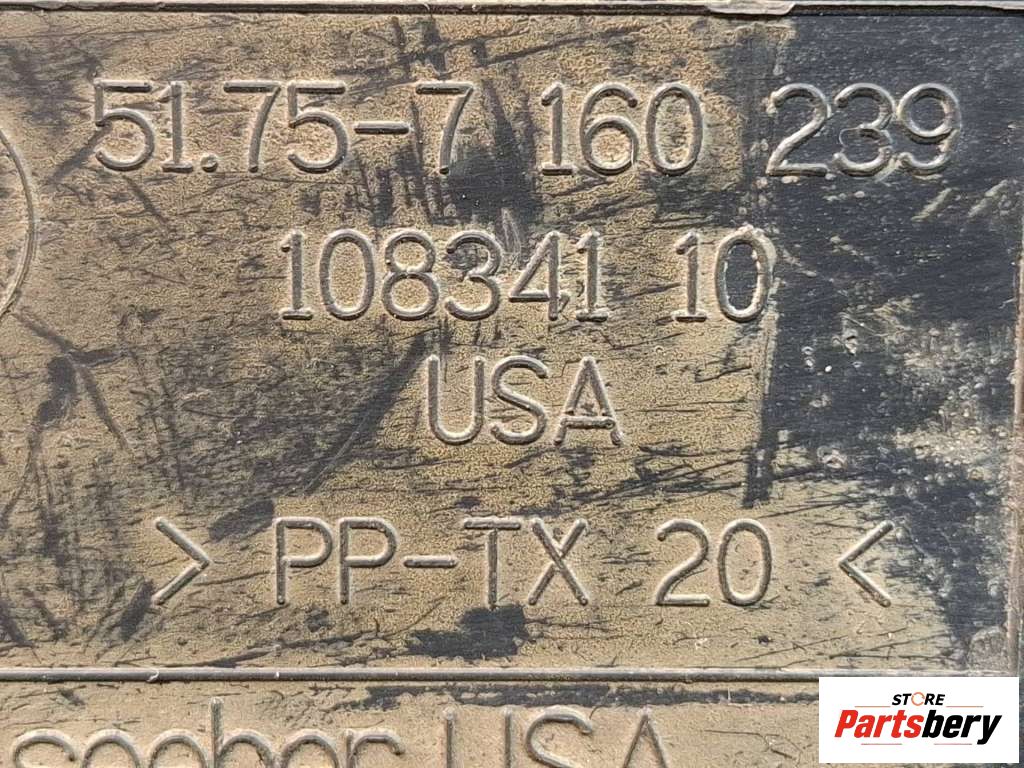 51.75-7 160 239
108341 10
USA
> PP-TX 20 <
USA
STORE
Partsbery